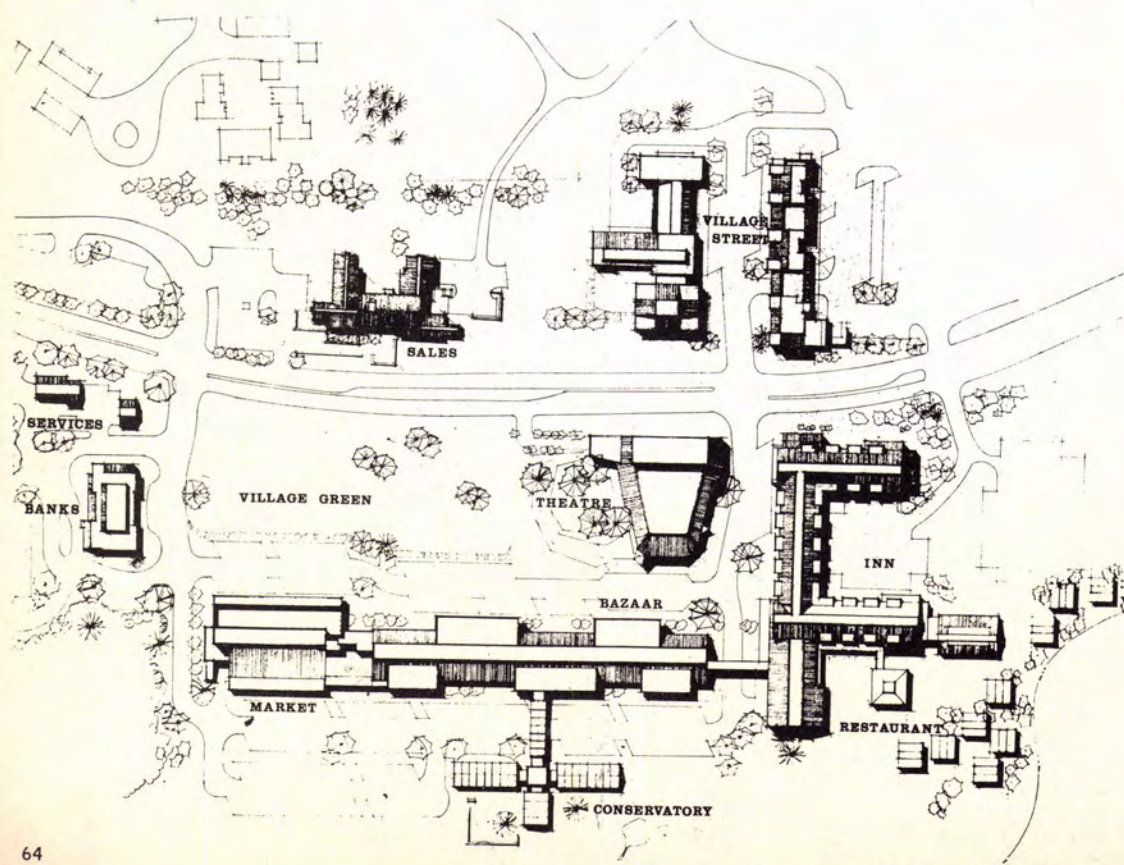 VILLAGE
STREET
SALES
SERVICES
BANKS
VILLAGE GREEN
THEATRE
INN
BAZAAR
MARKET
RESTAURANT
CONSERVATORY
64